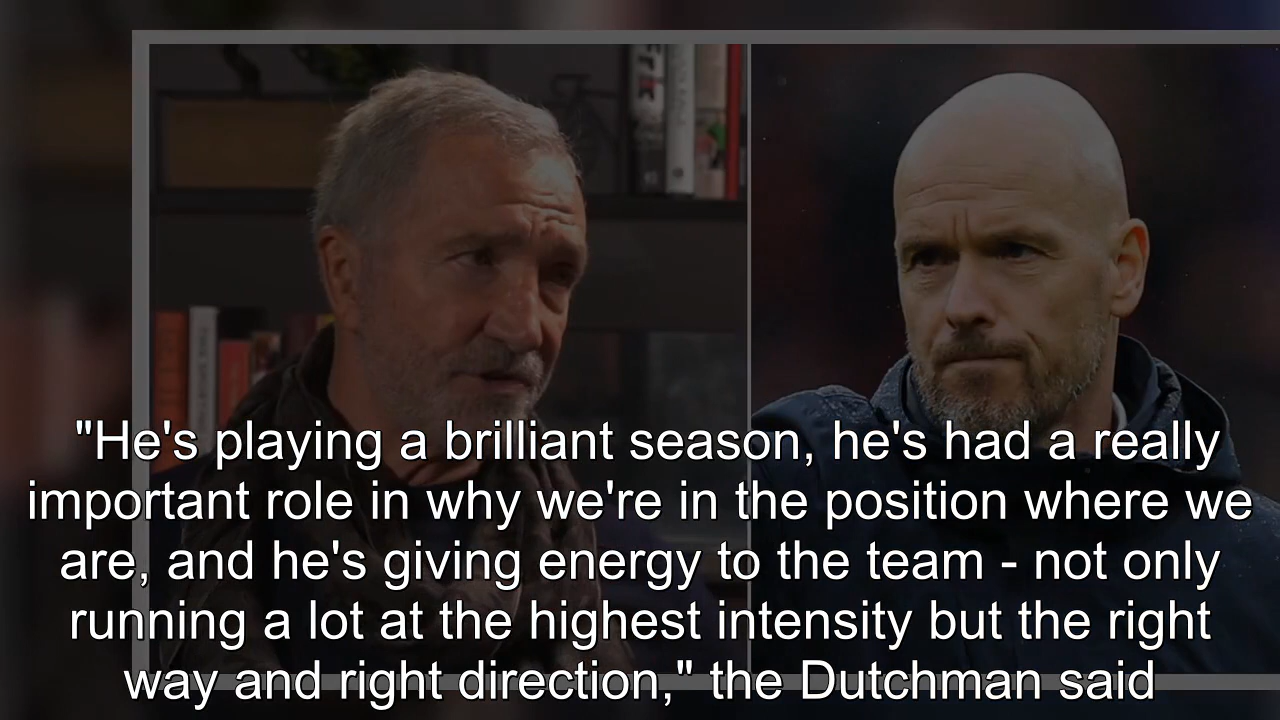 "He's playing a brilliant season, he's had a really
important role in why we're in the position where we
are, and he's giving energy to the team - not only
running a lot at the highest intensity but the right
way and right direction," the Dutchman said